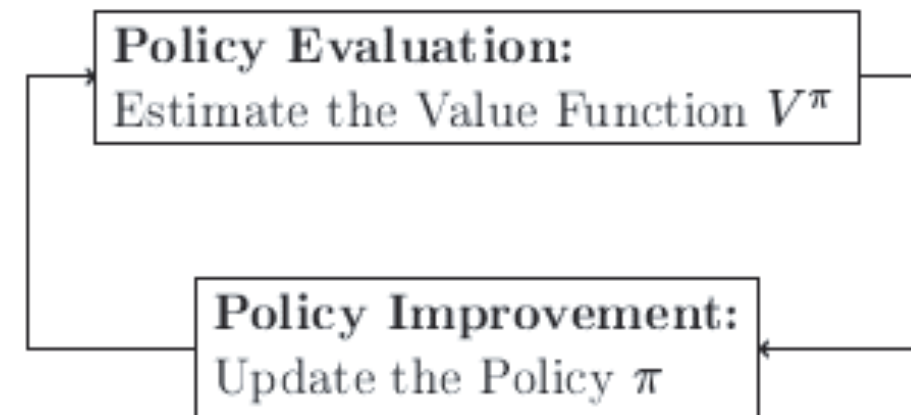 Policy Evaluation:
Estimate the Value Function V^π
Policy Improvement:
Update the Policy π